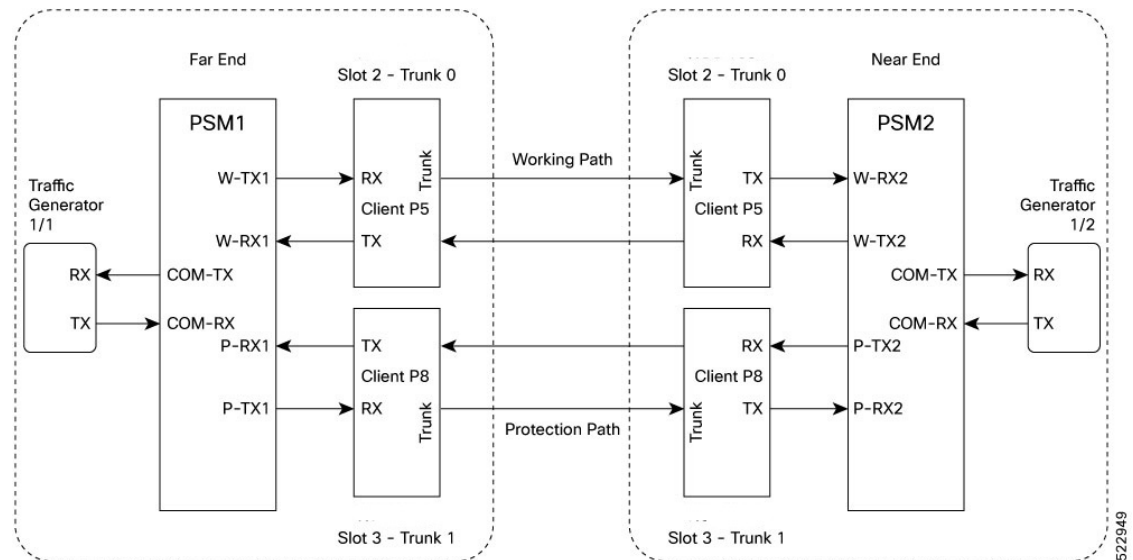 Far End
Slot 2 - Trunk 0
PSM1
W-TX1
RX
Trunk
Client P5
W-RX1
TX
Traffic
Generator
1/1
RX
COM-TX
TX
COM-RX
P-RX1
TX
Client P8
P-TX1
RX
Trunk
Slot 3 - Trunk 1
Working Path
Protection Path
Near End
Slot 2 - Trunk 0
PSM2
Trunk
TX
W-RX2
Client P5
RX
W-TX2
Traffic
Generator
1/2
COM-TX
RX
COM-RX
TX
RX
P-TX2
Client P8
Trunk
TX
P-RX2
Slot 3 - Trunk 1
522949